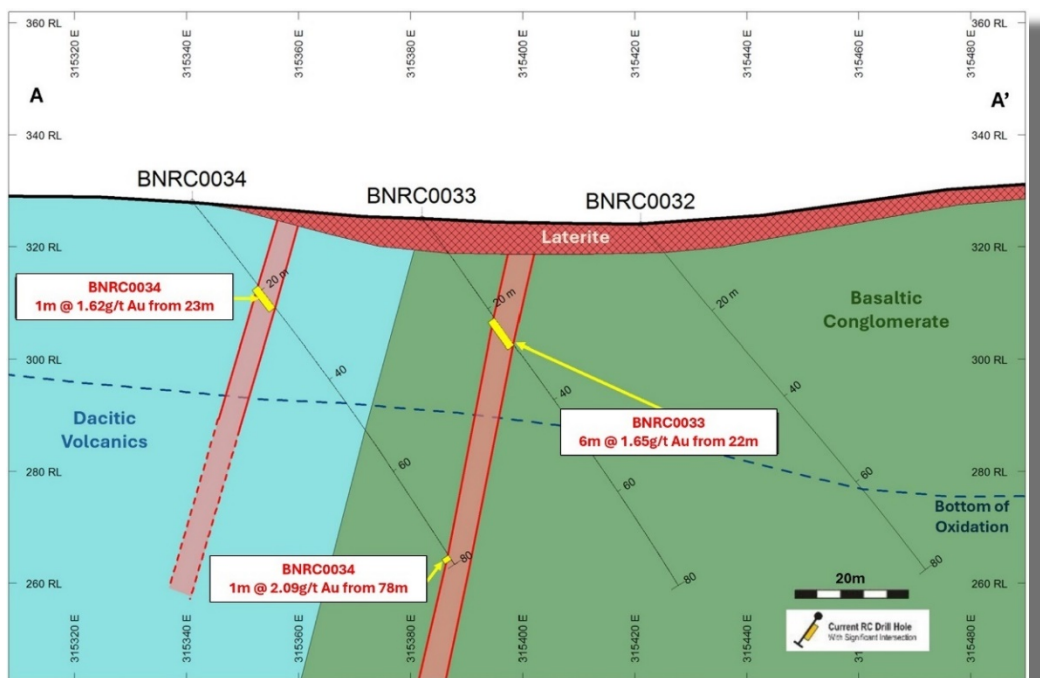 360 RL
315320 E
315340 E
315360 E
315380 E
315400 E
315420 E
315440 E
315480 E
360 RL
A
A'
340 RL
340 RL
BNRC0034
BNRC0033
BNRC0032
320 RL
Laterite
320 RL
BNRC0034
1m @ 1.62g/t Au from 23m
20 m
20 m
20 m
Basaltic
Conglomerate
300 RL
300 RL
40
40
40
Dacitic
Volcanics
BNRC0033
6m @ 1.65g/t Au from 22m
280 RL
60
60
60
280 RL
Bottom of
Oxidation
BNRC0034
1m @ 2.09g/t Au from 78m
80
80
80
260 RL
20m
260 RL
Current RC Drill Hole
With Significant Intersection
315320 E
315340 E
315360 E
315380 E
315400 E
315420 E
315440 E
315480 E